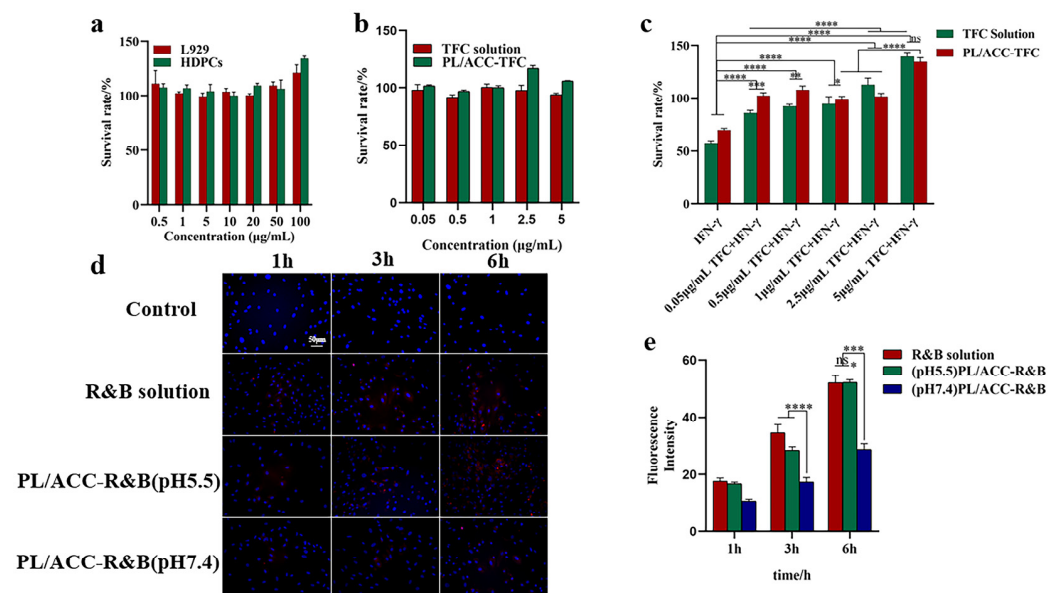 a
L929
HDPCs
Survival rate/%
150
100
50
0
0.5 1 5 10 20 50 100
Concentration (μg/mL)
b
TFC solution
PL/ACC-TFC
Survival rate/%
150
100
50
0
0.05 0.5 1 2.5 5
Concentration (μg/mL)
c
TFC Solution
PL/ACC-TFC
Survival rate/%
150
100
50
0
****
****
ns
****
****
****
****
****
***
**
*
IFN-γ
0.05μg/mL TFC+IFN-γ
0.5μg/mL TFC+IFN-γ
1μg/mL TFC+IFN-γ
2.5μg/mL TFC+IFN-γ
5μg/mL TFC+IFN-γ
d
1h 3h 6h
Control
50μm
R&B solution
PL/ACC-R&B(pH5.5)
PL/ACC-R&B(pH7.4)
e
R&B solution
(pH5.5)PL/ACC-R&B
(pH7.4)PL/ACC-R&B
Fluorescence
Intensity
60
40
20
0
****
***
ns
*
1h 3h 6h
time/h